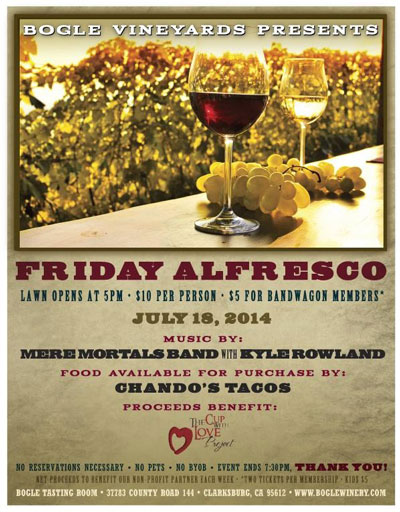 BOGLE VINEYARDS PRESENTS
FRIDAY ALFRESCO
LAWN OPENS AT 5PM • $10 PER PERSON • $5 FOR BANDWAGON MEMBERS*
JULY 18, 2014
MUSIC BY:
MERE MORTALS BAND WITH KYLE ROWLAND
FOOD AVAILABLE FOR PURCHASE BY:
CHANDO'S TACOS
PROCEEDS BENEFIT:
THE CUP WITH
LOVE
Project
NO RESERVATIONS NECESSARY • NO PETS • NO BYOB • EVENT ENDS 7:30PM, THANK YOU!
NET PROCEEDS TO BENEFIT OUR NON-PROFIT PARTNER EACH WEEK • *TWO TICKETS PER MEMBERSHIP • KIDS $5
BOGLE TASTING ROOM • 37783 COUNTY ROAD 144 • CLARKSBURG, CA 95612 • WWW.BOGLEWINERY.COM